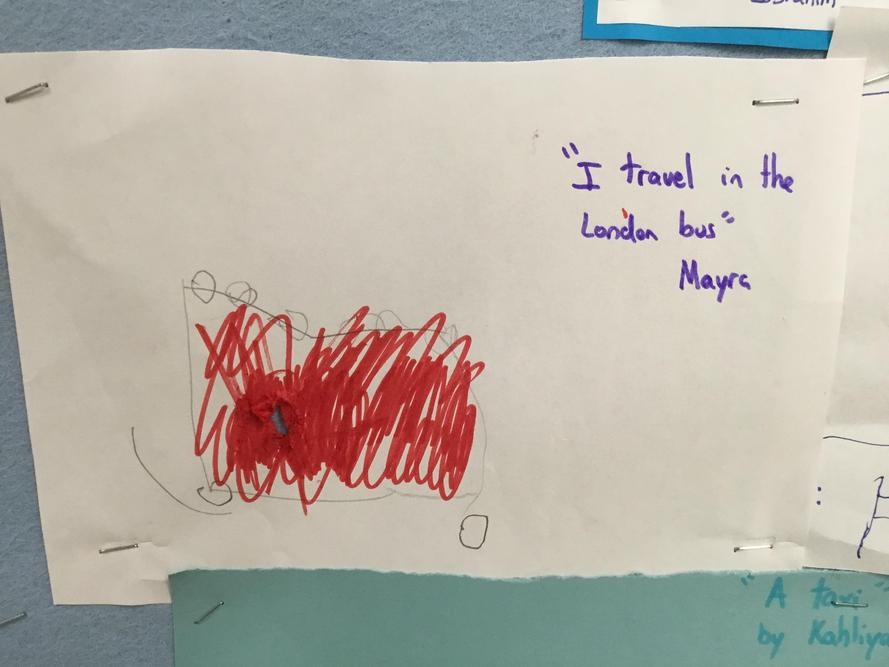 "I travel in the
London bus"
Mayra
"A taxi"
by Kahliya